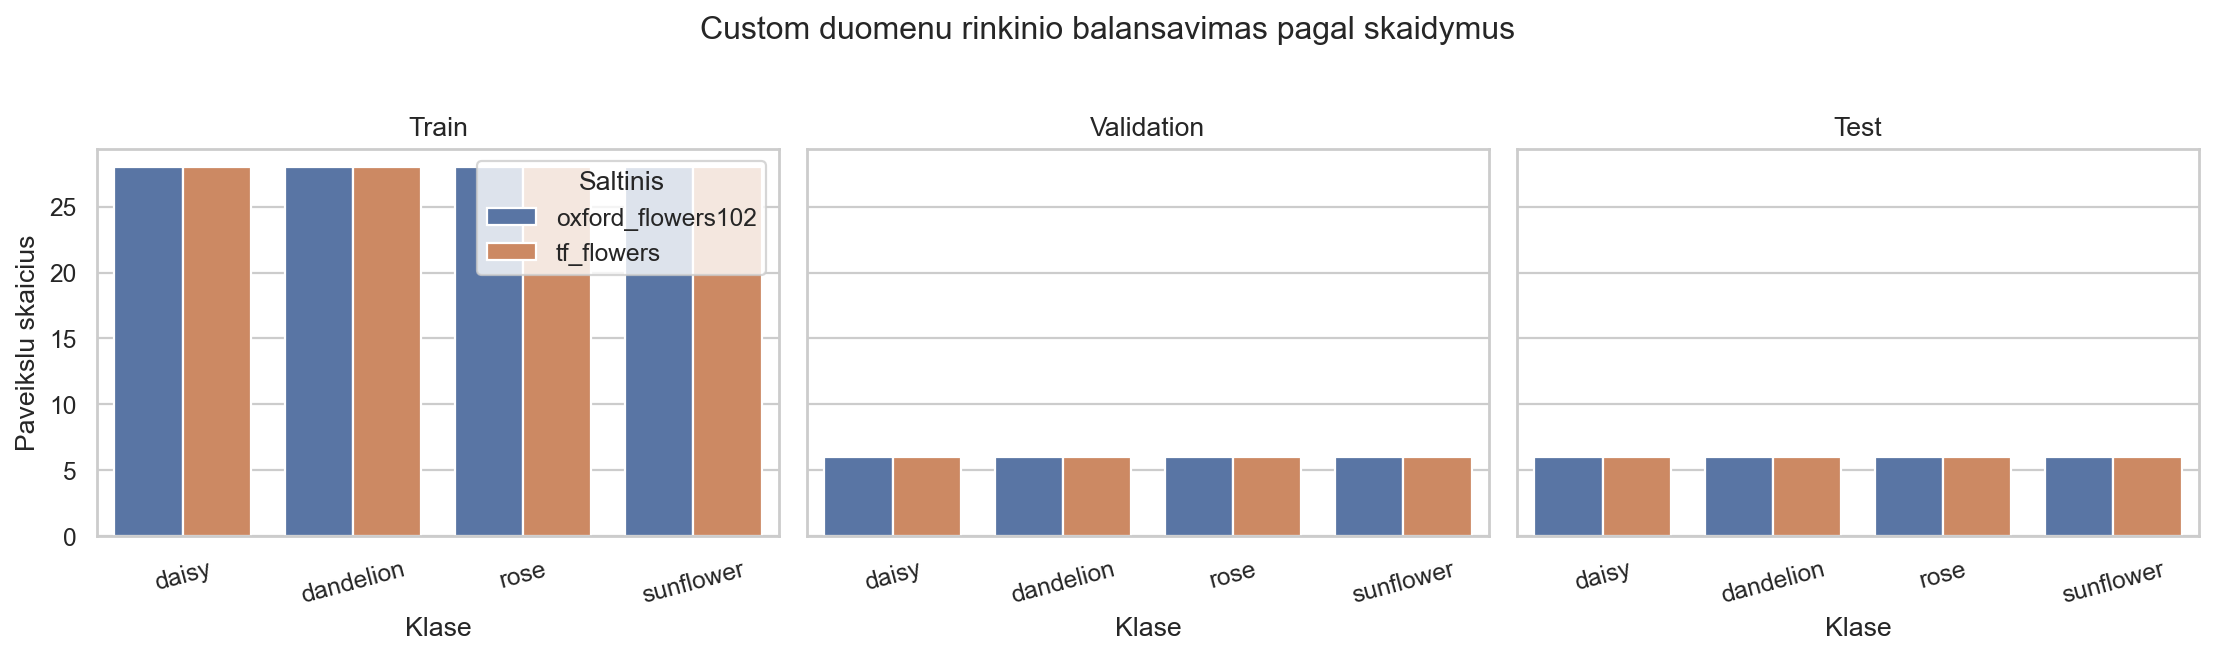 Custom duomenu rinkinio balansavimas pagal skaidymus
Train
Paveikslu skaicius
25
20
15
10
5
0
Saltinis
oxford_flowers102
tf_flowers
daisy dandelion rose sunflower
Klase
Validation
daisy dandelion rose sunflower
Klase
Test
daisy dandelion rose sunflower
Klase